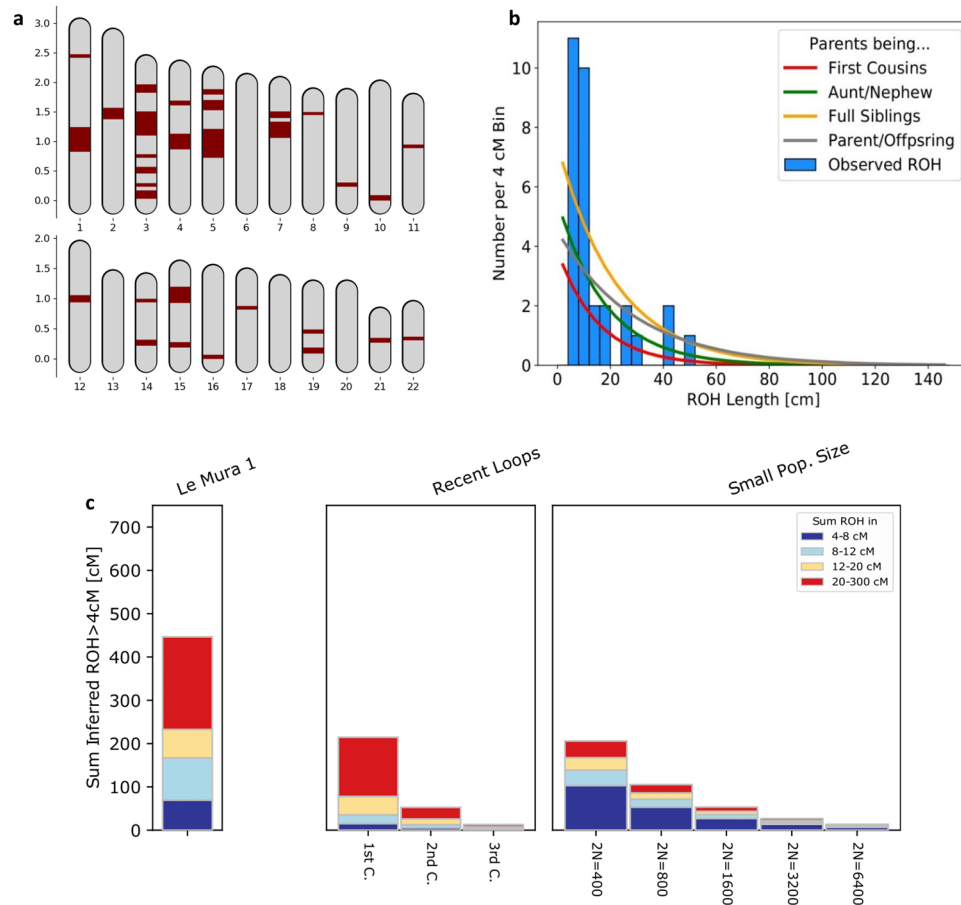 a
3.0
2.5
2.0
1.5
1.0
0.5
0.0
1 2 3 4 5 6 7 8 9 10 11
2.0
1.5
1.0
0.5
0.0
12 13 14 15 16 17 18 19 20 21 22
b
Number per 4 cM Bin
10
8
6
4
2
0
0 20 40 60 80 100 120 140
ROH Length [cm]
Parents being...
First Cousins
Aunt/Nephew
Full Siblings
Parent/Offpsring
Observed ROH
c
Le Mura 1
Recent Loops
Small Pop. Size
Sum Inferred ROH>4cM [cM]
700
600
500
400
300
200
100
0
Sum ROH in
4-8 cM
8-12 cM
12-20 cM
20-300 cM
1st C.
2nd C.
3rd C.
2N=400
2N=800
2N=1600
2N=3200
2N=6400